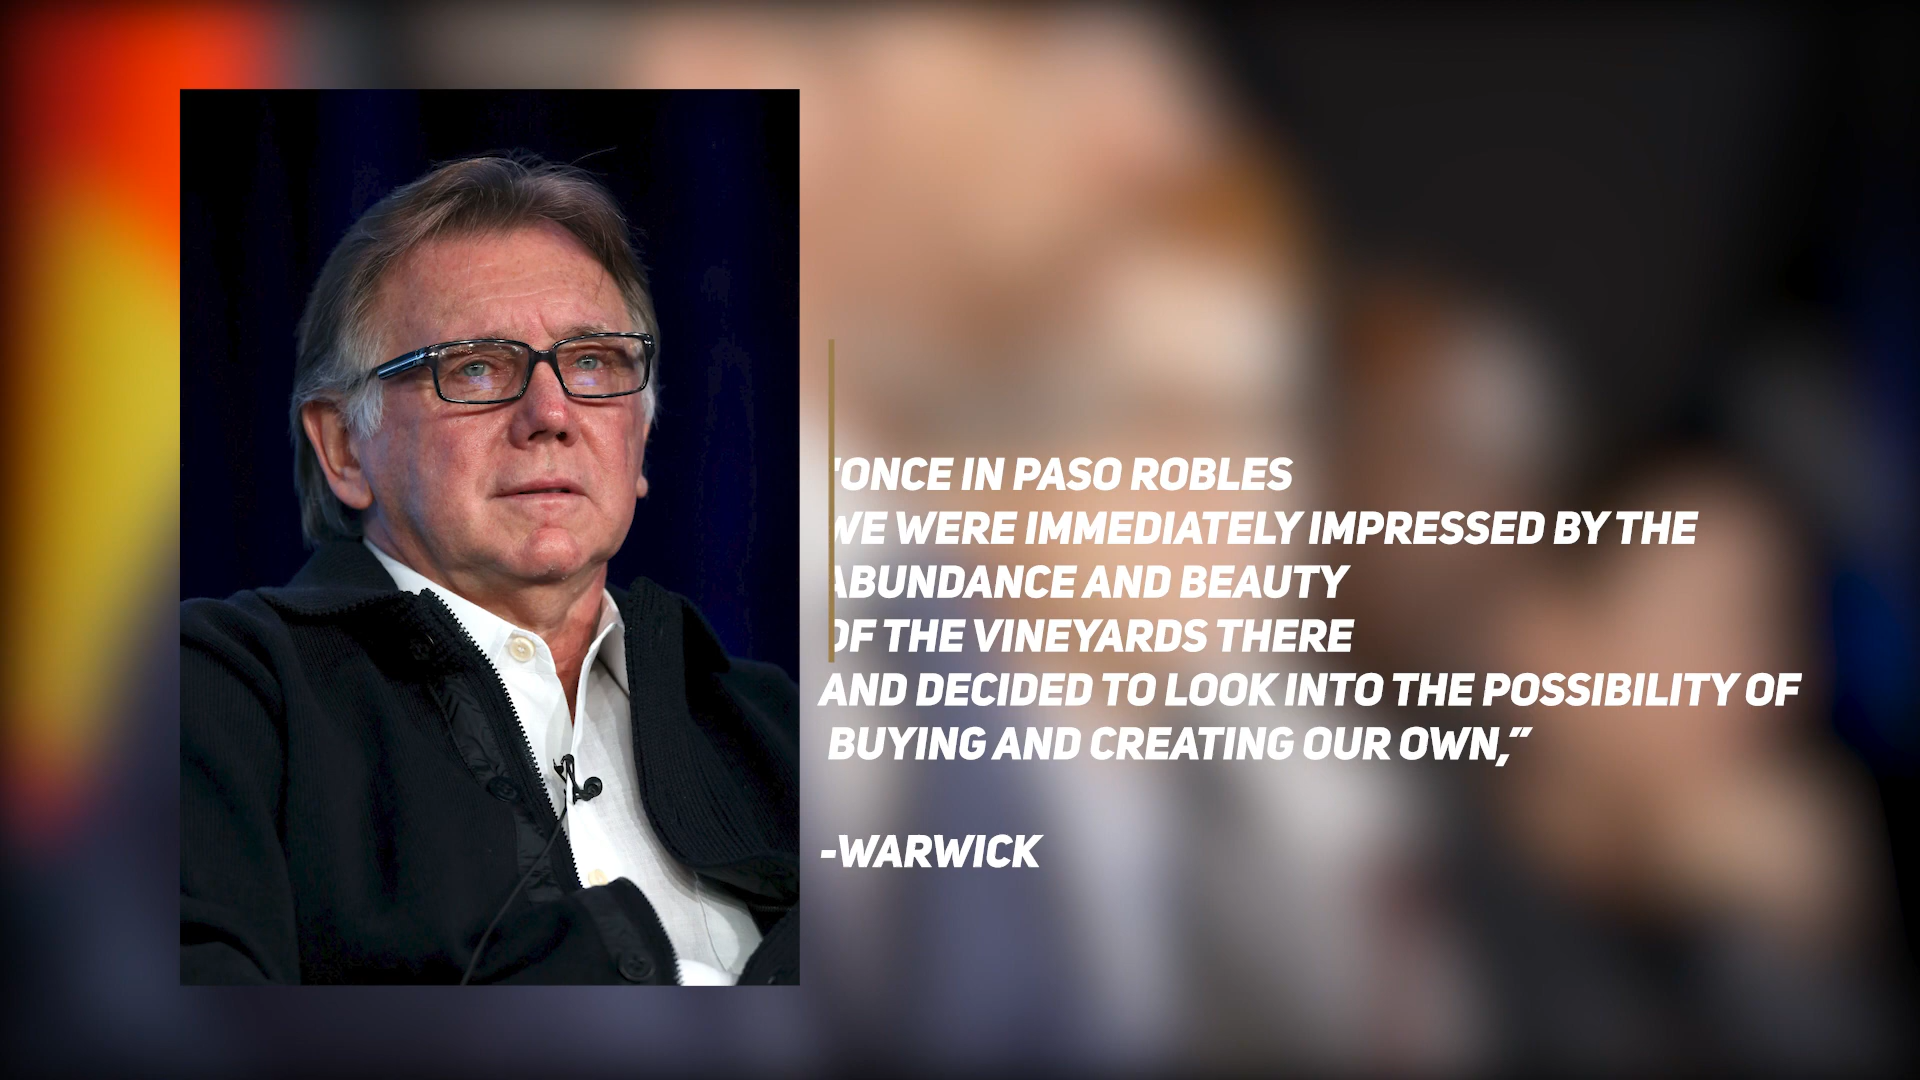 "ONCE IN PASO ROBLES
WE WERE IMMEDIATELY IMPRESSED BY THE
ABUNDANCE AND BEAUTY
OF THE VINEYARDS THERE
AND DECIDED TO LOOK INTO THE POSSIBILITY OF
BUYING AND CREATING OUR OWN,”
-WARWICK